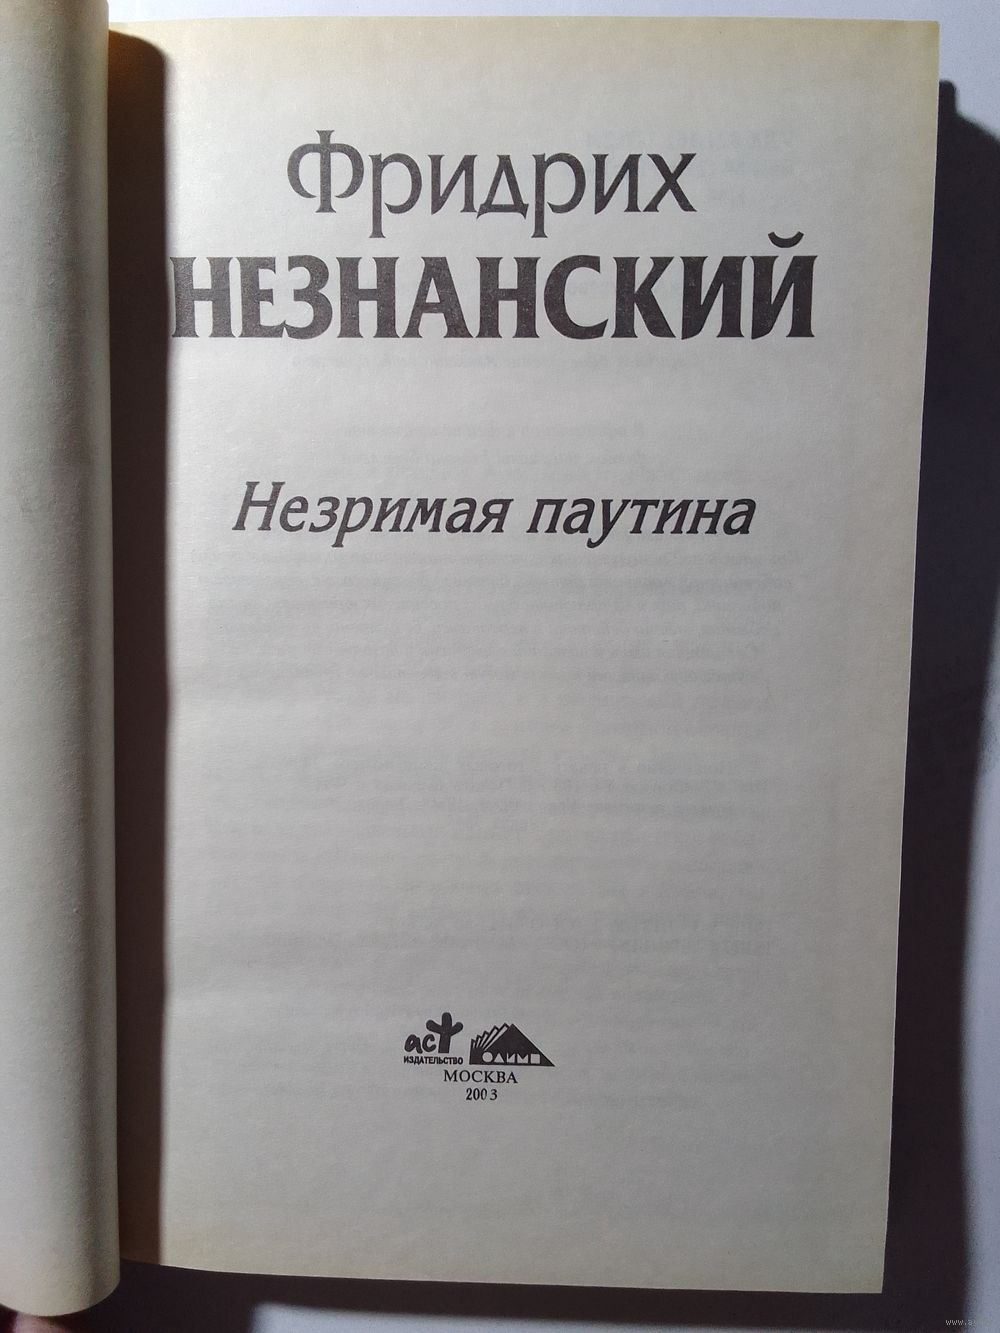 Фридрих
НЕЗНАНСКИЙ
Незримая паутина
аст
ИЗДАТЕЛЬСТВО
ОЛИМП
МОСКВА
2003